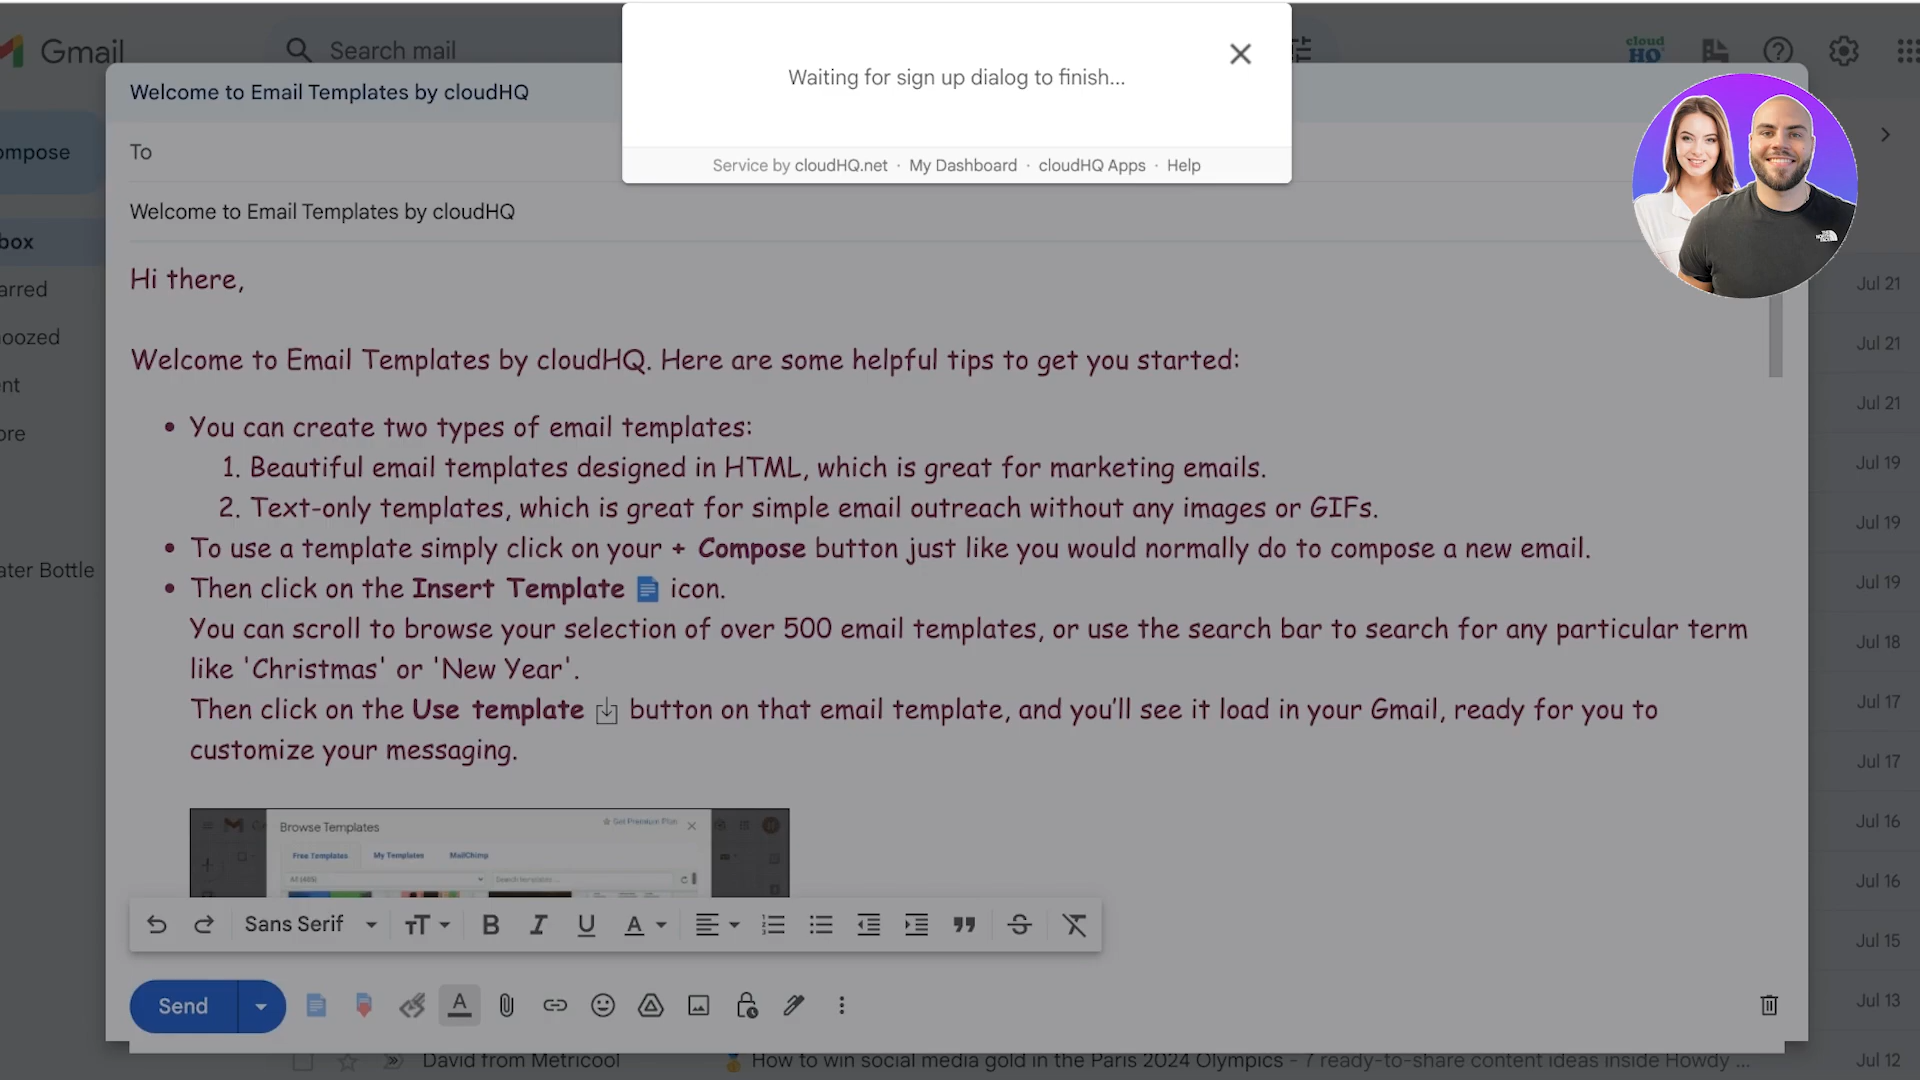 Gmail
Search mail
cloud
HQ
Waiting for sign up dialog to finish...
Service by cloudHQ.net · My Dashboard · cloudHQ Apps · Help
Welcome to Email Templates by cloudHQ
ompose
To
Welcome to Email Templates by cloudHQ
box
arred
oozed
ent
ore
ater Bottle
Hi there,
Welcome to Email Templates by cloudHQ. Here are some helpful tips to get you started:
• You can create two types of email templates:
1. Beautiful email templates designed in HTML, which is great for marketing emails.
2. Text-only templates, which is great for simple email outreach without any images or GIFs.
• To use a template simply click on your + Compose button just like you would normally do to compose a new email.
• Then click on the Insert Template icon.
You can scroll to browse your selection of over 500 email templates, or use the search bar to search for any particular term
like 'Christmas' or 'New Year'.
Then click on the Use template button on that email template, and you'll see it load in your Gmail, ready for you to
customize your messaging.
Browse Templates
Get Premium Plan
Free Templates My Templates MailChimp
Search templates...
Sans Serif
Send
David from Metricool
How to win social media gold in the Paris 2024 Olympics - 7 ready-to-share content ideas inside Howdy ...
Jul 21
Jul 21
Jul 21
Jul 19
Jul 19
Jul 19
Jul 18
Jul 17
Jul 17
Jul 16
Jul 16
Jul 15
Jul 13
Jul 12